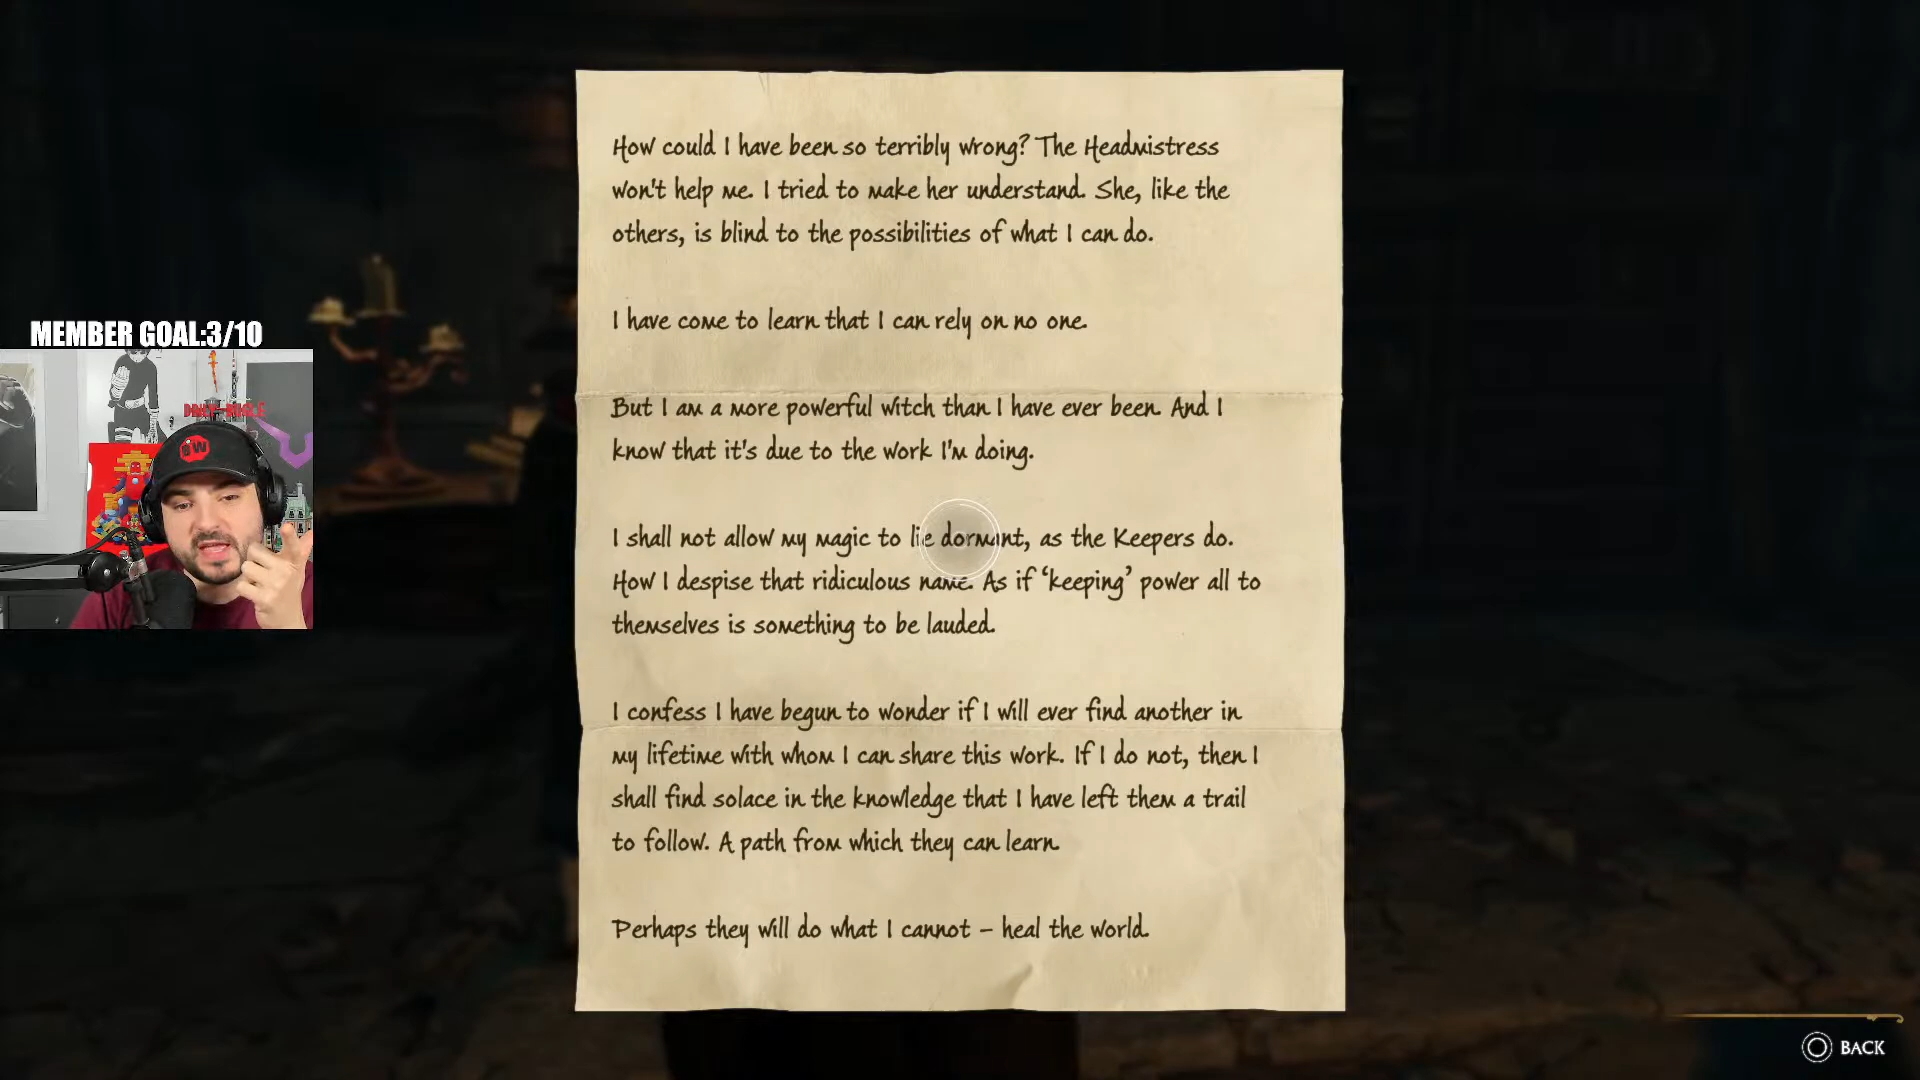 How could I have been so terribly wrong? The Headmistress
won't help me. I tried to make her understand. She, like the
others, is blind to the possibilities of what I can do.
I have come to learn that I can rely on no one.
But I am a more powerful witch than I have ever been. And I
know that it's due to the work I'm doing.
I shall not allow my magic to lie dormant, as the Keepers do.
How I despise that ridiculous name. As if ‘keeping’ power all to
themselves is something to be lauded.
I confess I have begun to wonder if I will ever find another in
my lifetime with whom I can share this work. If I do not, then I
shall find solace in the knowledge that I have left them a trail
to follow. A path from which they can learn.
Perhaps they will do what I cannot – heal the world.
MEMBER GOAL:3/10
BACK